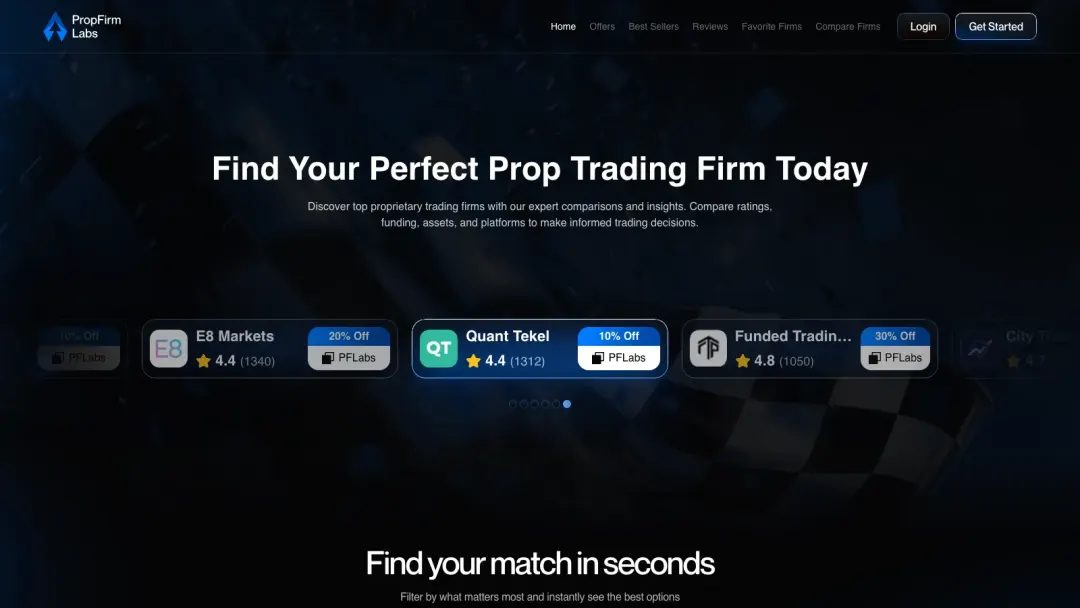 PropFirm
Labs
Home Offers Best Sellers Reviews Favorite Firms Compare Firms Login Get Started
Find Your Perfect Prop Trading Firm Today
Discover top proprietary trading firms with our expert comparisons and insights. Compare ratings,
funding, assets, and platforms to make informed trading decisions.
10% Off
PFLabs
E8
E8 Markets
4.4 (1340)
20% Off
PFLabs
QT
Quant Tekel
4.4 (1312)
10% Off
PFLabs
Funded Tradin...
4.8 (1050)
30% Off
PFLabs
City
Find your match in seconds
Filter by what matters most and instantly see the best options